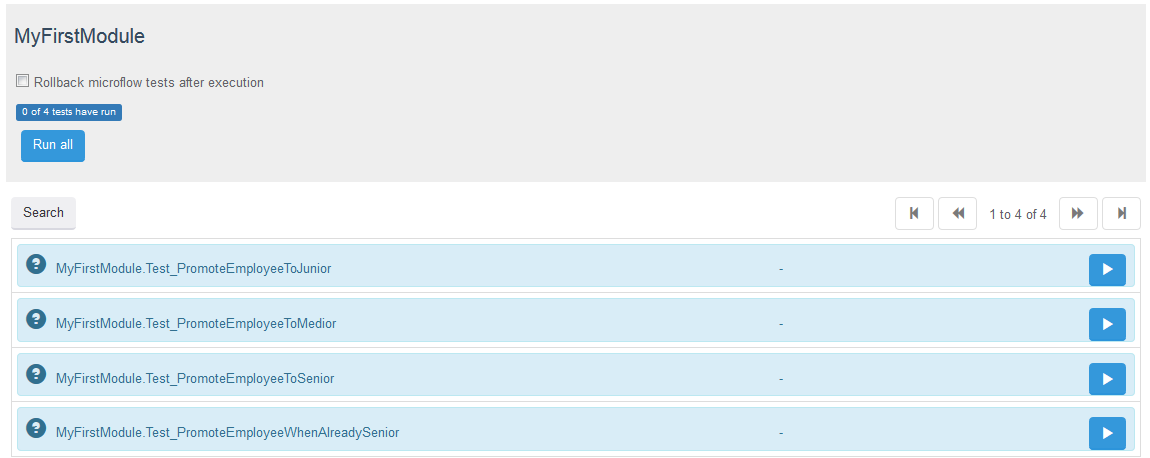 MyFirstModule
Rollback microflow tests after execution
0 of 4 tests have run
Run all
Search
1 to 4 of 4
MyFirstModule.Test_PromoteEmployeeToJunior -
MyFirstModule.Test_PromoteEmployeeToMedior -
MyFirstModule.Test_PromoteEmployeeToSenior -
MyFirstModule.Test_PromoteEmployeeWhenAlreadySenior -